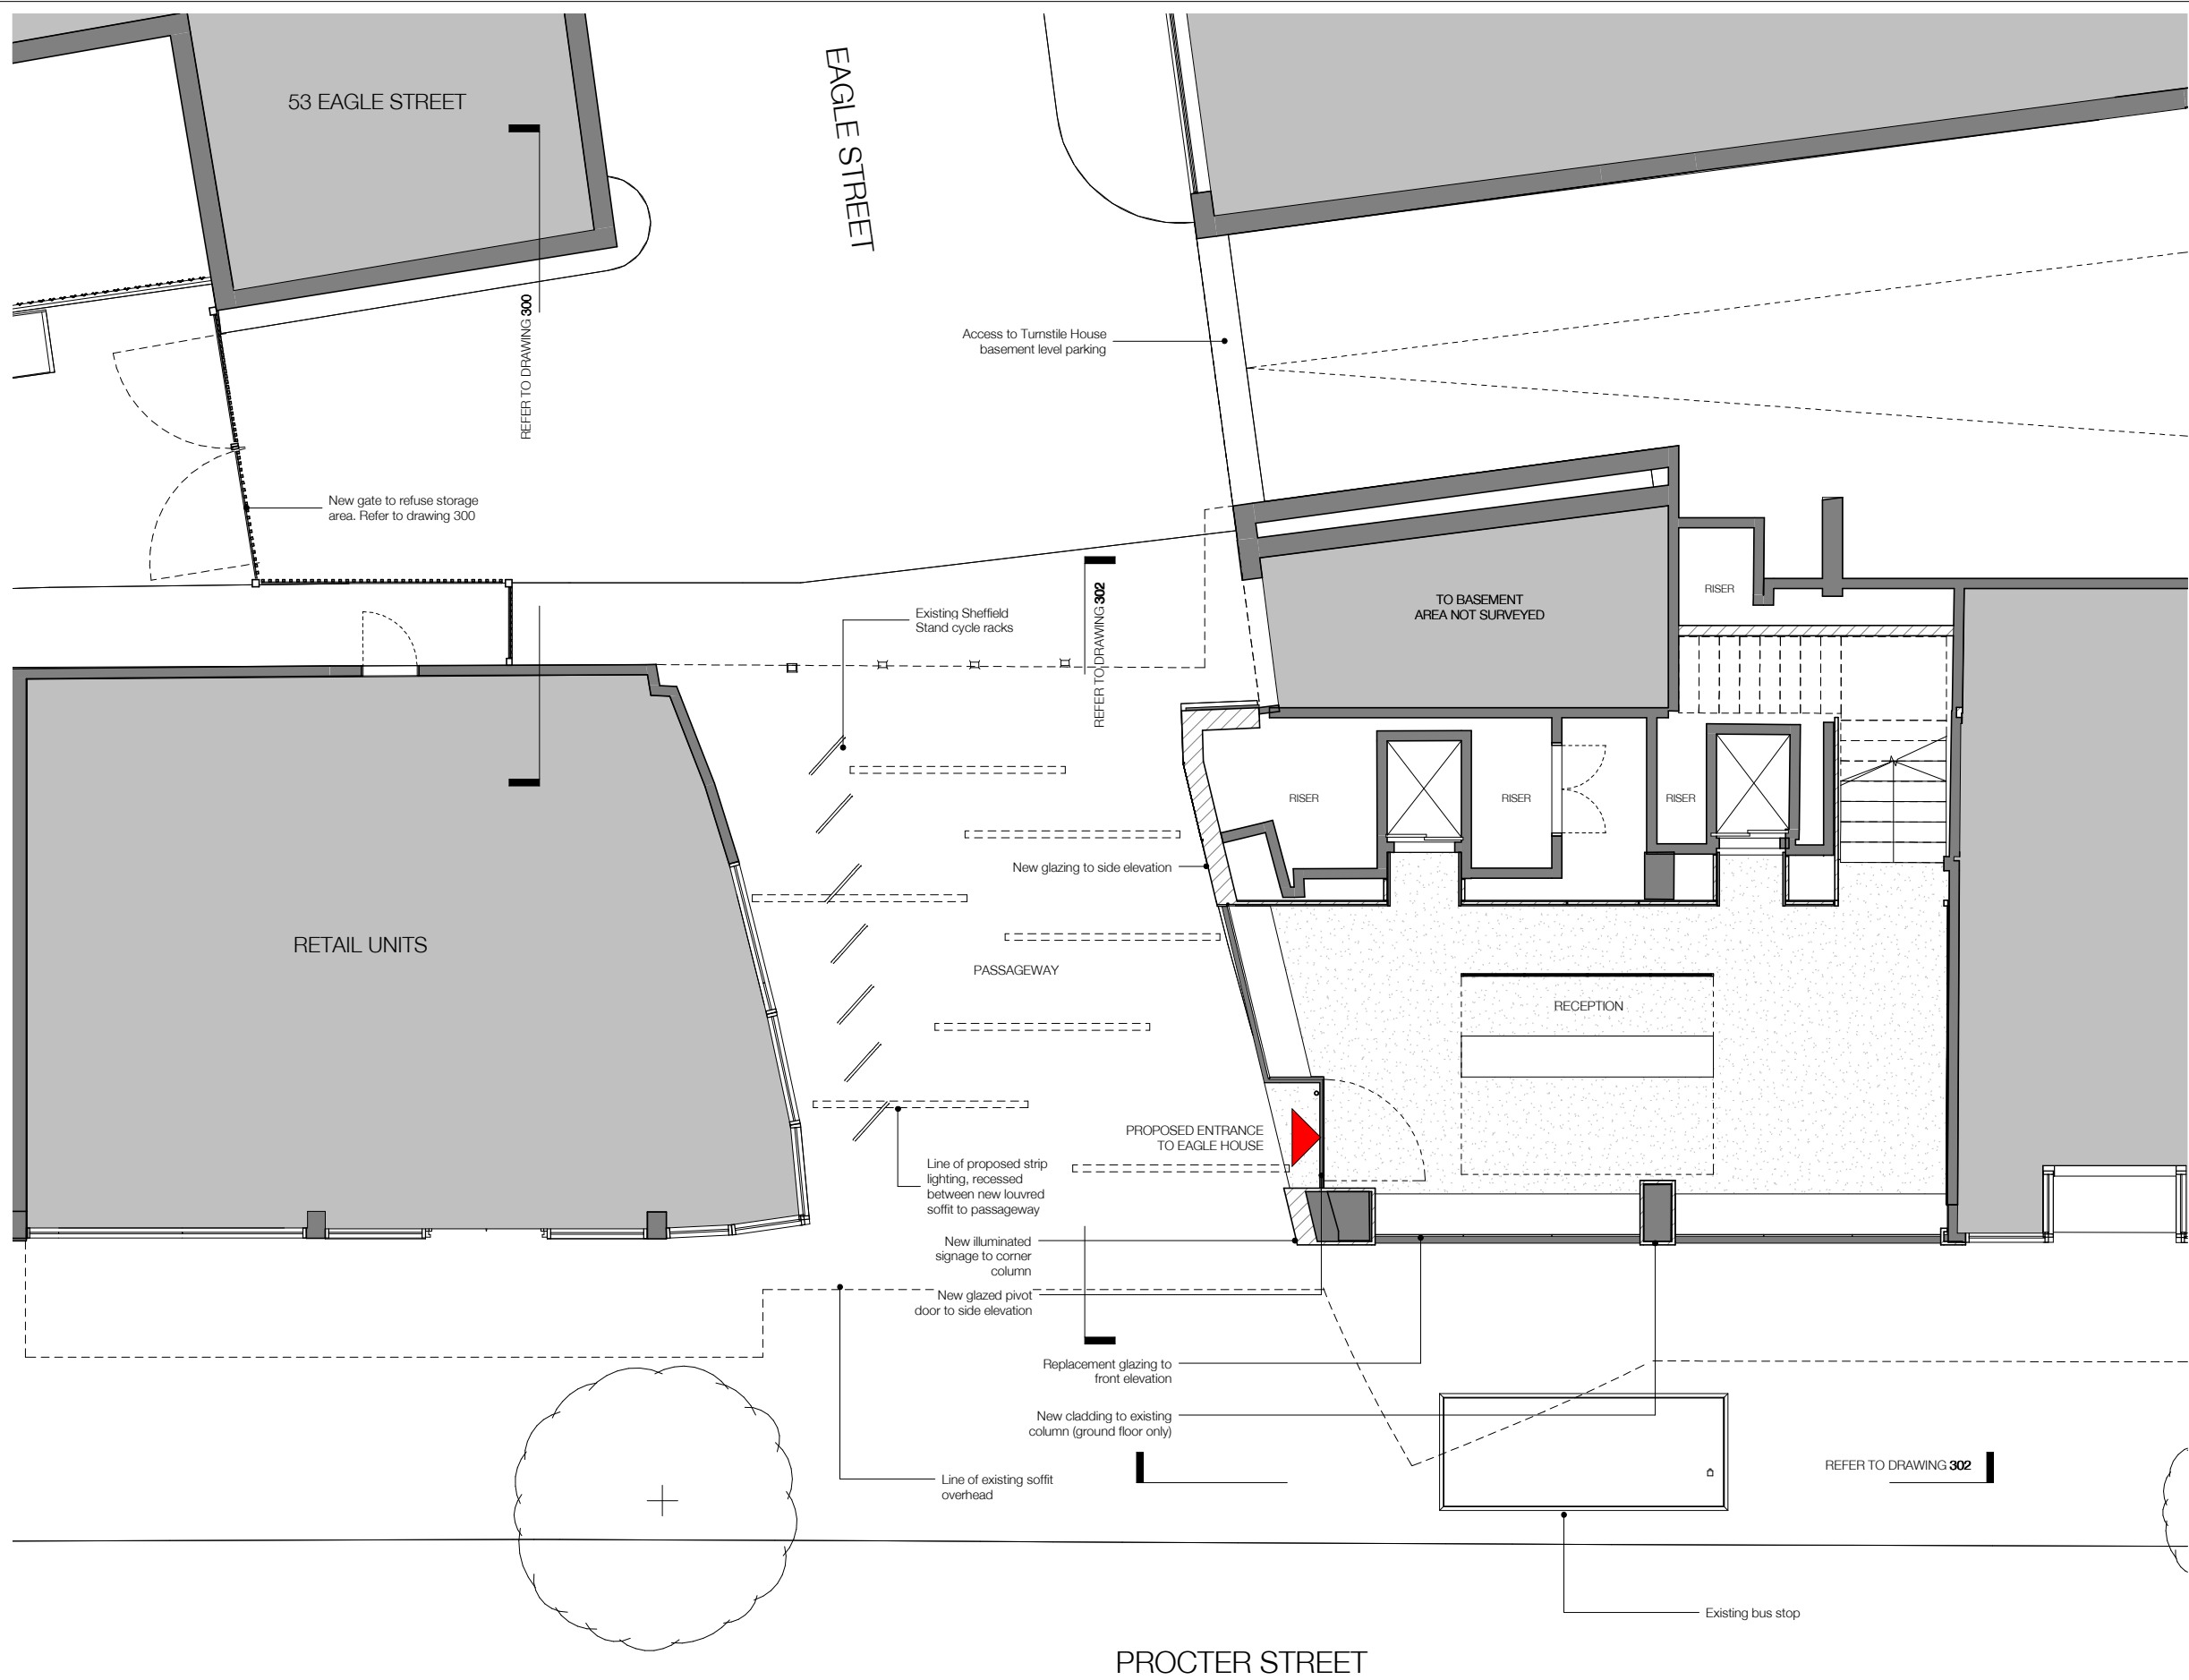 53 EAGLE STREET
EAGLE STREET
REFER TO DRAWING 300
Access to Turnstile House
basement level parking
New gate to refuse storage
area. Refer to drawing 300
Existing Sheffield
Stand cycle racks
REFER TO DRAWING 302
TO BASEMENT
AREA NOT SURVEYED
RISER
RISER
RISER
RISER
New glazing to side elevation
RETAIL UNITS
PASSAGEWAY
RECEPTION
PROPOSED ENTRANCE
TO EAGLE HOUSE
Line of proposed strip
lighting, recessed
between new louvred
soffit to passageway
New illuminated
signage to corner
column
New glazed pivot
door to side elevation
Replacement glazing to
front elevation
New cladding to existing
column (ground floor only)
Line of existing soffit
overhead
REFER TO DRAWING 302
Existing bus stop
PROCTER STREET